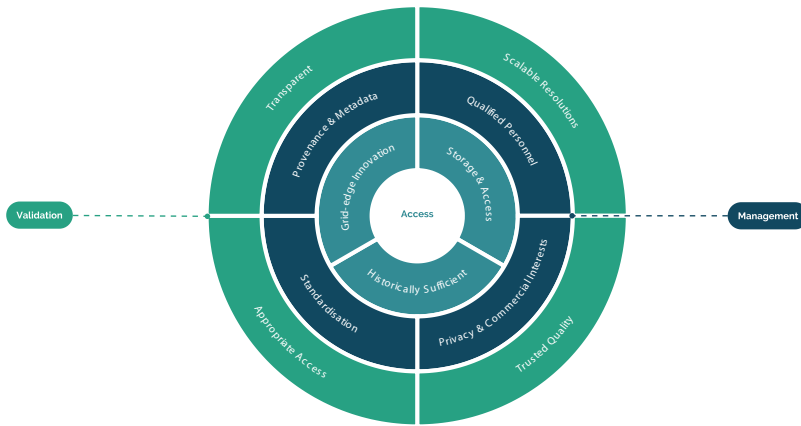 Transparent
Scalable Resolutions
Provenance & Metadata
Qualified Personnel
Grid-edge Innovation
Storage & Access
Validation
Access
Management
Historically Sufficient
Standardisation
Privacy & Commercial Interests
Appropriate Access
Trusted Quality